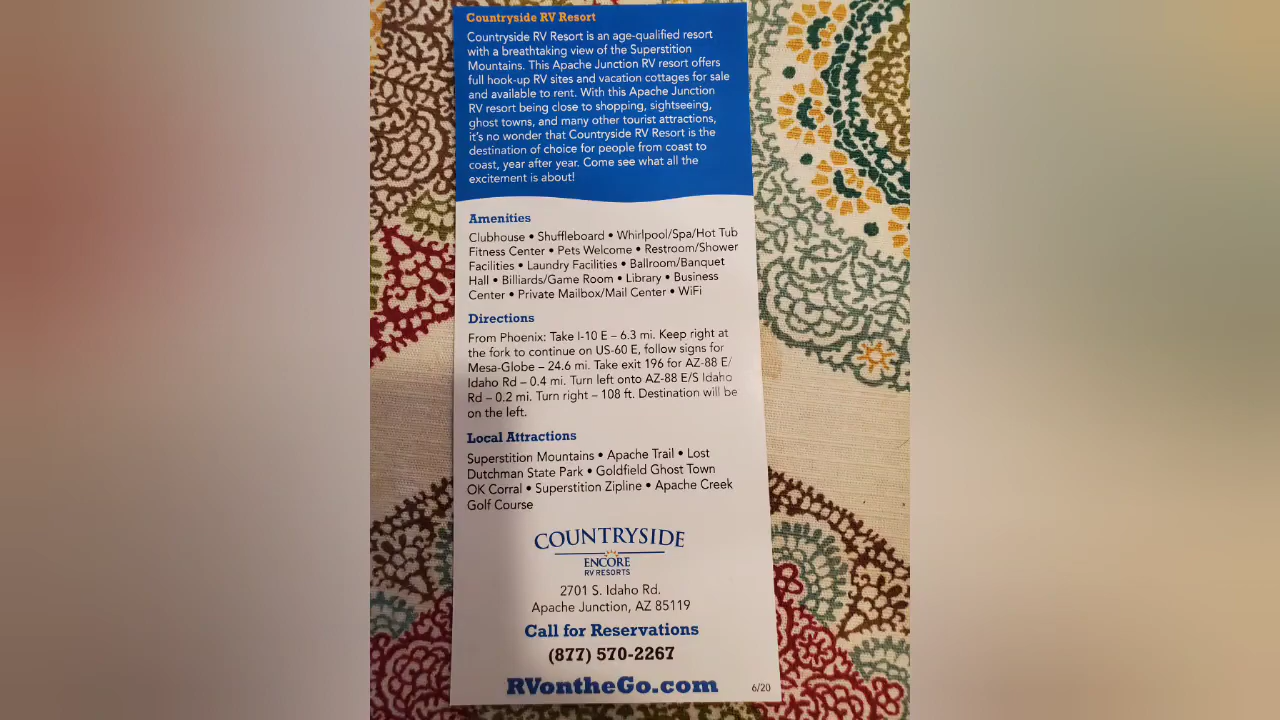 Countryside RV Resort
Countryside RV Resort is an age-qualified resort
with a breathtaking view of the Superstition
Mountains. This Apache Junction RV resort offers
full hook-up RV sites and vacation cottages for sale
and available to rent. With this Apache Junction
RV resort being close to shopping, sightseeing,
ghost towns, and many other tourist attractions,
it's no wonder that Countryside RV Resort is the
destination of choice for people from coast to
coast, year after year. Come see what all the
excitement is about!
Amenities
Clubhouse • Shuffleboard • Whirlpool/Spa/Hot Tub
Fitness Center • Pets Welcome • Restroom/Shower
Facilities • Laundry Facilities • Ballroom/Banquet
Hall • Billiards/Game Room • Library • Business
Center • Private Mailbox/Mail Center • WiFi
Directions
From Phoenix: Take I-10 E – 6.3 mi. Keep right at
the fork to continue on US-60 E, follow signs for
Mesa-Globe – 24.6 mi. Take exit 196 for AZ-88 E/
Idaho Rd – 0.4 mi. Turn left onto AZ-88 E/S Idaho
Rd – 0.2 mi. Turn right – 108 ft. Destination will be
on the left.
Local Attractions
Superstition Mountains • Apache Trail • Lost
Dutchman State Park • Goldfield Ghost Town
OK Corral • Superstition Zipline • Apache Creek
Golf Course
COUNTRYSIDE
ENCORE
RV RESORTS
2701 S. Idaho Rd.
Apache Junction, AZ 85119
Call for Reservations
(877) 570-2267
RVontheGo.com
6/20